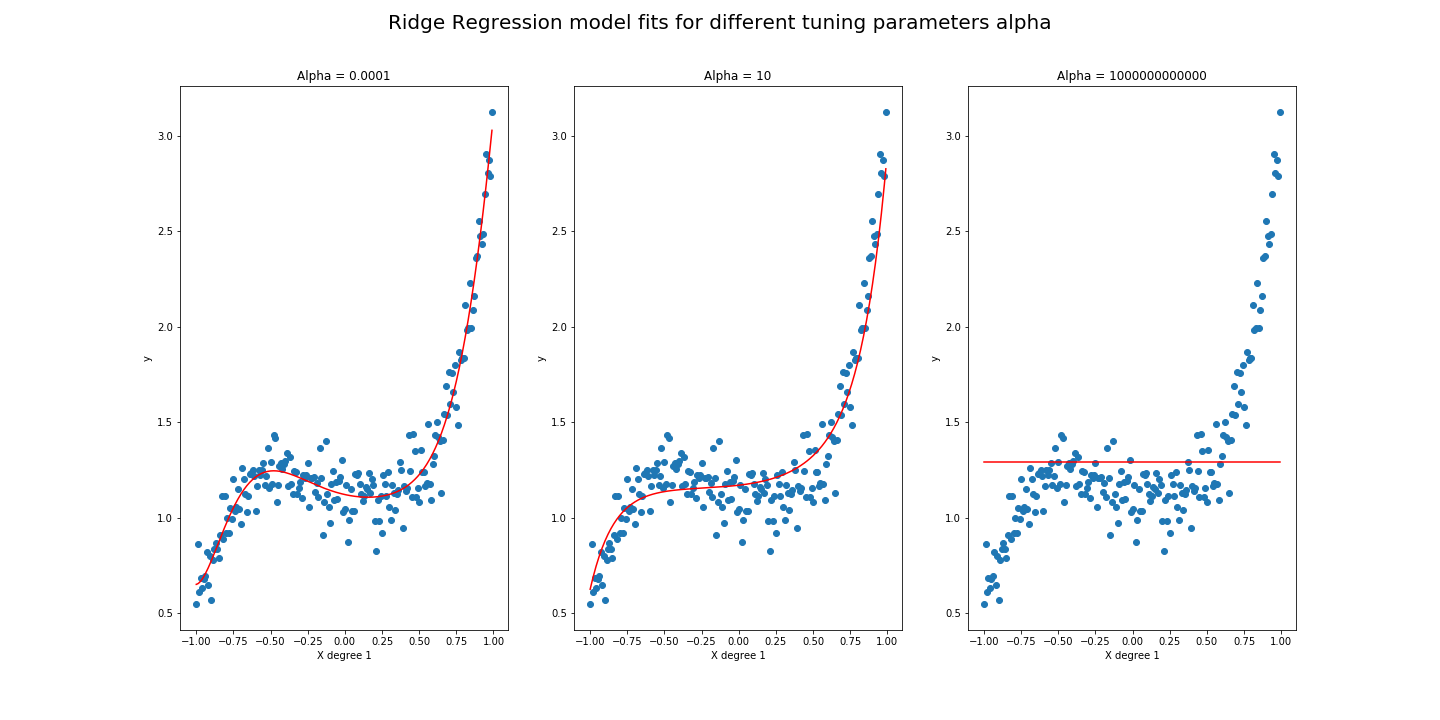 Ridge Regression model fits for different tuning parameters alpha
Alpha = 0.0001
3.0
2.5
2.0
1.5
1.0
0.5
y
−1.00 −0.75 −0.50 −0.25 0.00 0.25 0.50 0.75 1.00
X degree 1
Alpha = 10
3.0
2.5
2.0
1.5
1.0
0.5
y
−1.00 −0.75 −0.50 −0.25 0.00 0.25 0.50 0.75 1.00
X degree 1
Alpha = 1000000000000
3.0
2.5
2.0
1.5
1.0
0.5
y
−1.00 −0.75 −0.50 −0.25 0.00 0.25 0.50 0.75 1.00
X degree 1